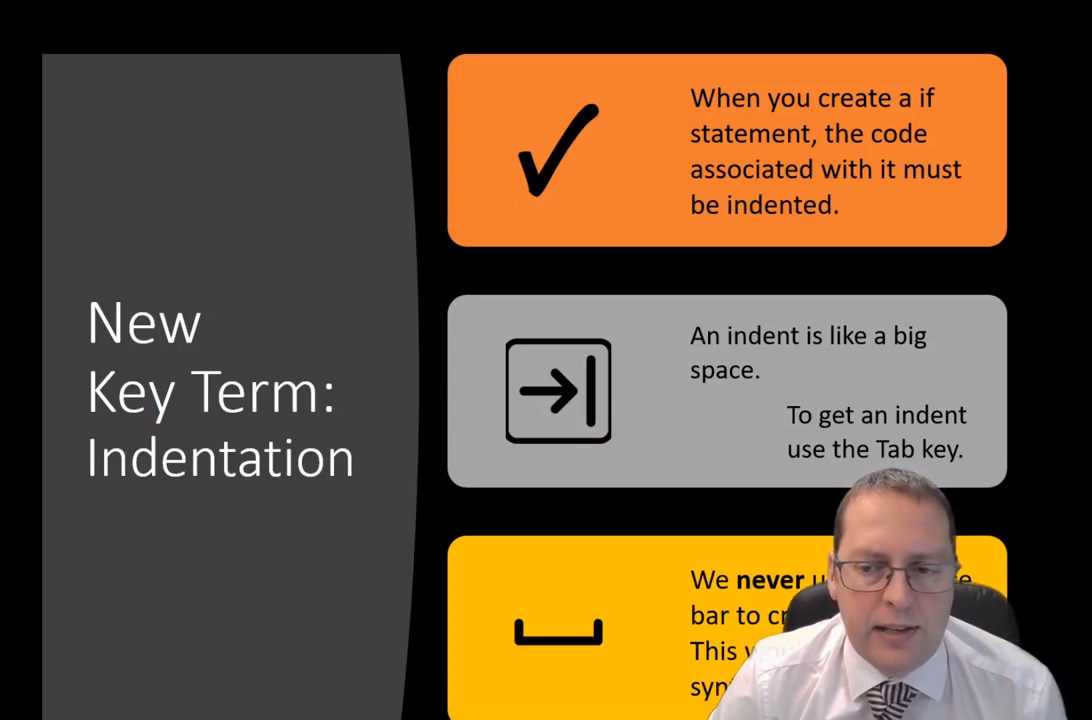 New
Key Term:
Indentation
When you create a if
statement, the code
associated with it must
be indented.
An indent is like a big
space.
To get an indent
use the Tab key.
We never
bar to
This